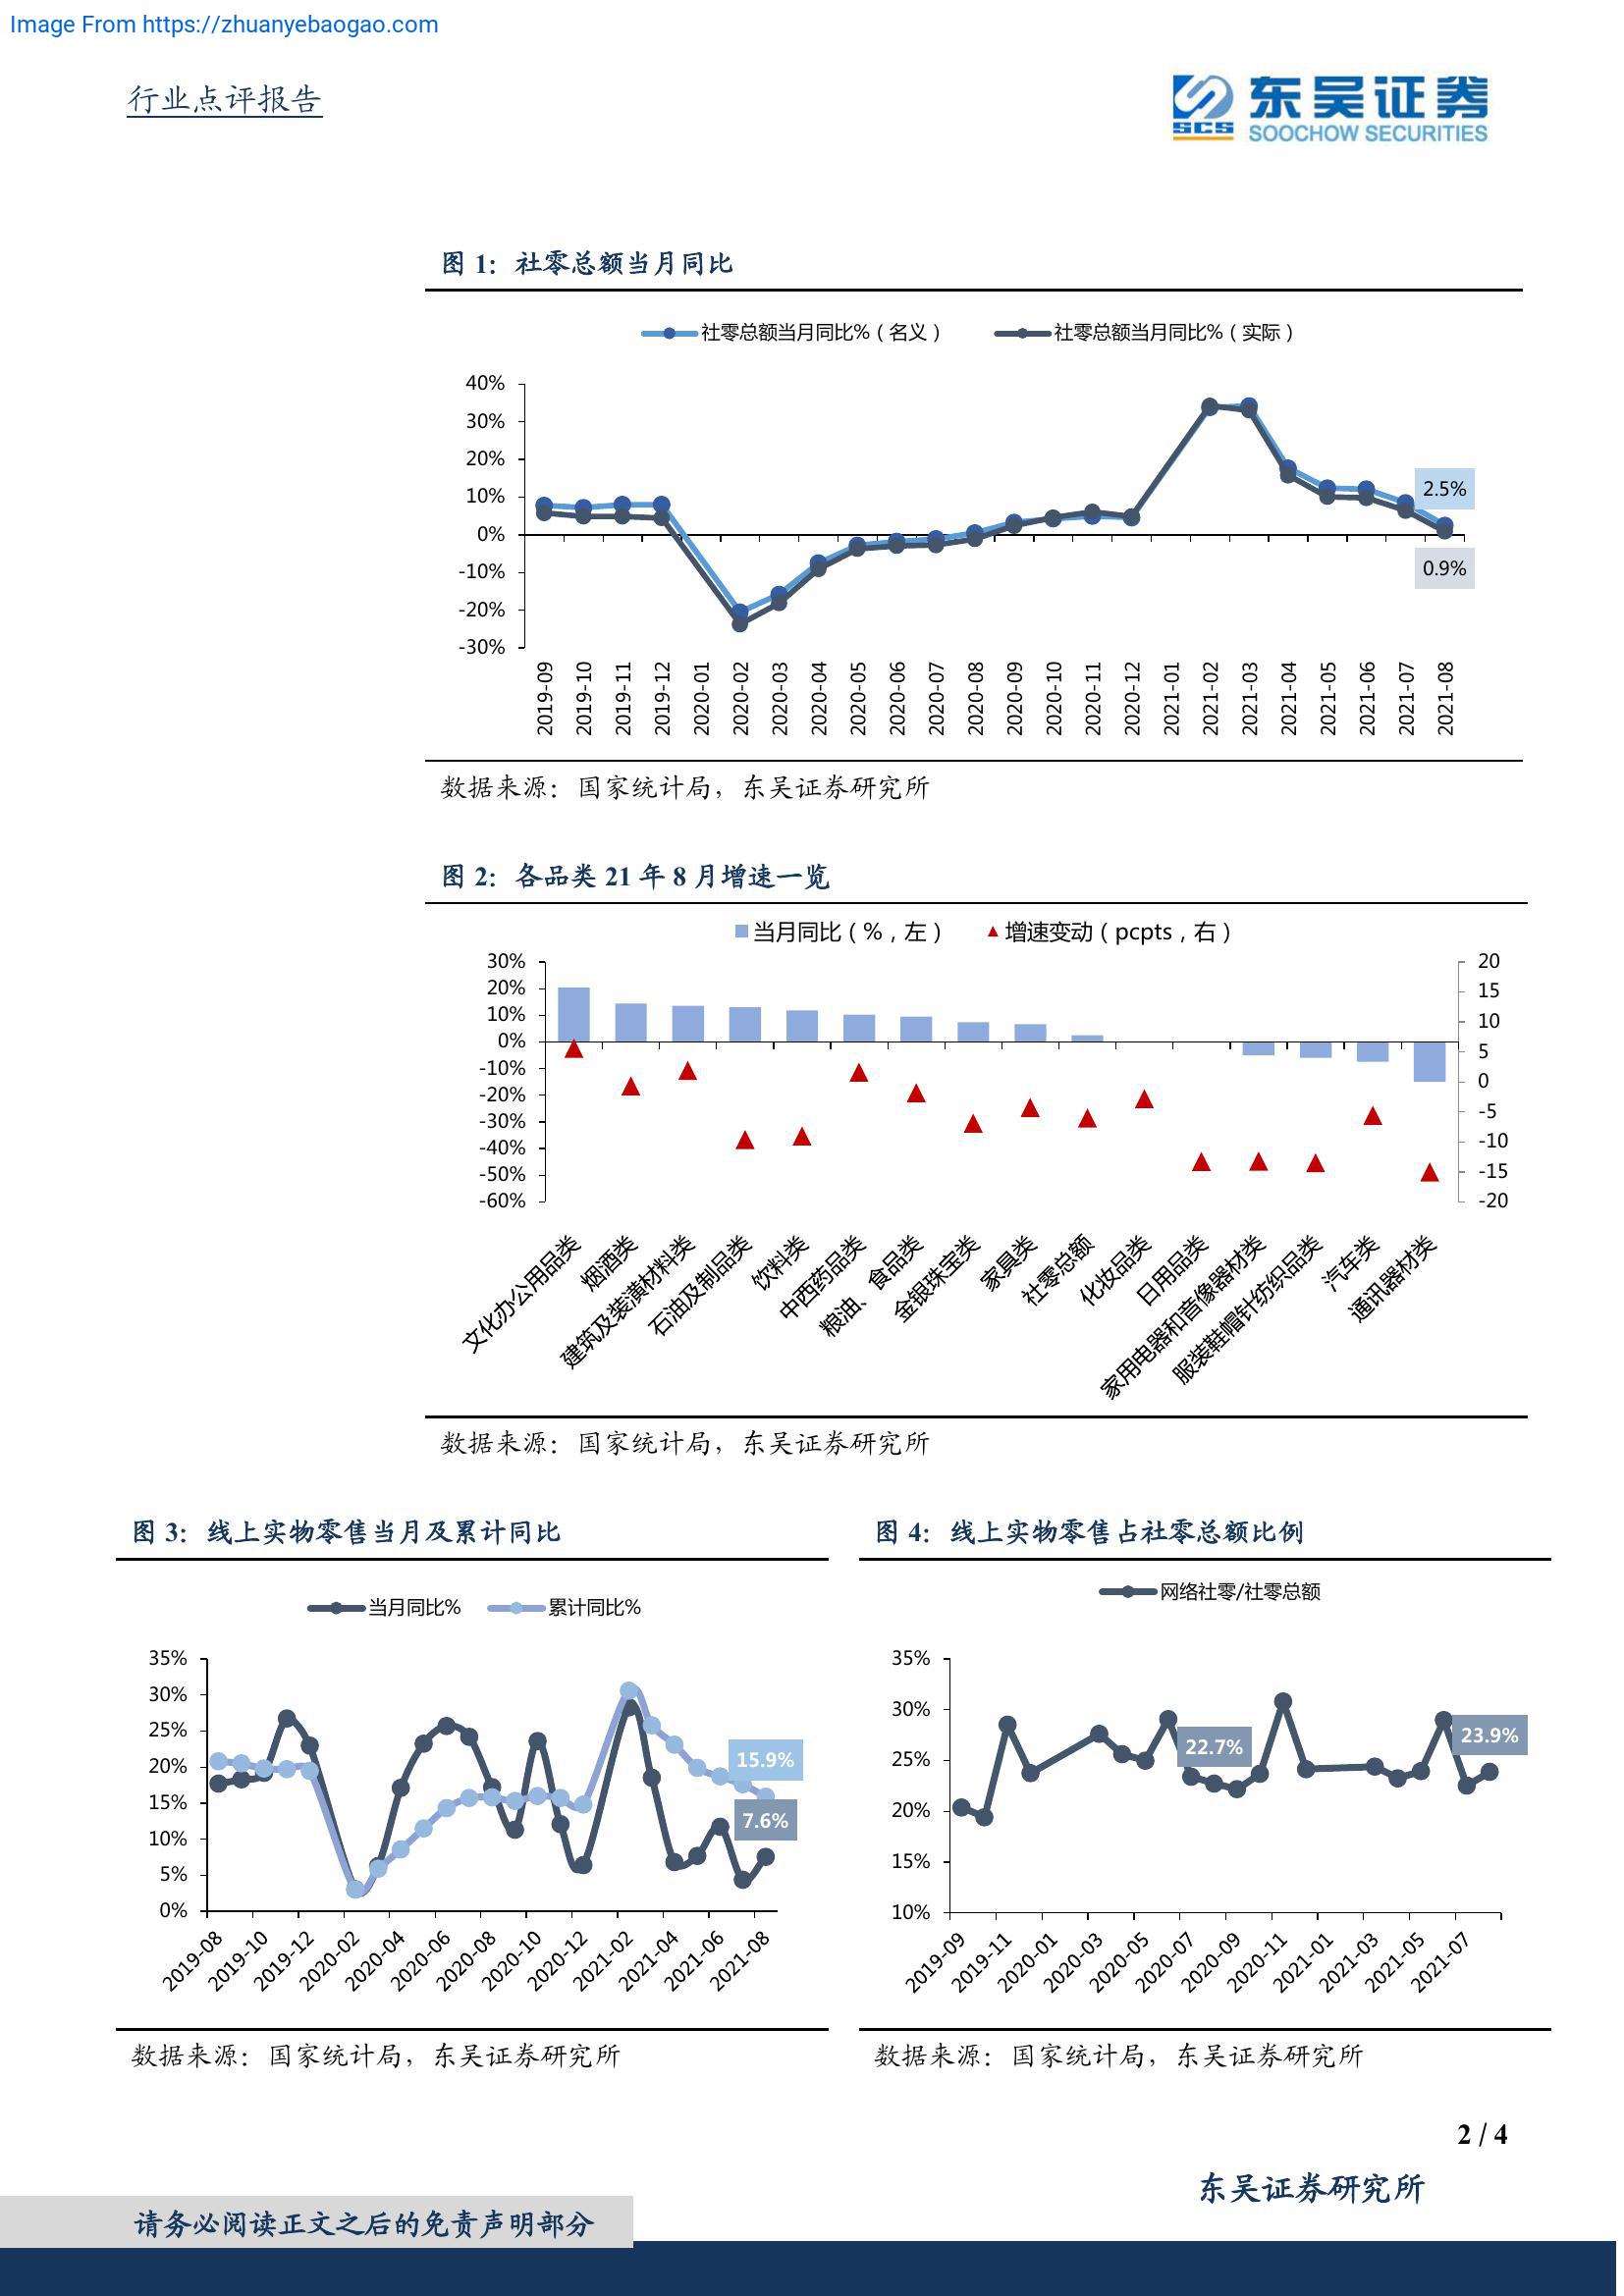 Image From https://zhuanyebaogao.com
行业点评报告
SCS
东吴证券
SOOCHOW SECURITIES
图 1：社零总额当月同比
社零总额当月同比%（名义） 社零总额当月同比%（实际）
40%
30%
20%
10%
0%
-10%
-20%
-30%
2.5%
0.9%
2019-09 2019-10 2019-11 2019-12 2020-01 2020-02 2020-03 2020-04 2020-05 2020-06 2020-07 2020-08 2020-09 2020-10 2020-11 2020-12 2021-01 2021-02 2021-03 2021-04 2021-05 2021-06 2021-07 2021-08
数据来源：国家统计局，东吴证券研究所
图 2：各品类 21 年 8 月增速一览
当月同比（%，左） 增速变动（pcpts，右）
30%
20%
10%
0%
-10%
-20%
-30%
-40%
-50%
-60%
20
15
10
5
0
-5
-10
-15
-20
文化办公用品类 烟酒类 建筑及装潢材料类 石油及制品类 饮料类 中西药品类 粮油、食品类 金银珠宝类 家具类 社零总额 化妆品类 日用品类 家用电器和音像器材类 服装鞋帽针纺织品类 汽车类 通讯器材类
数据来源：国家统计局，东吴证券研究所
图 3：线上实物零售当月及累计同比
当月同比% 累计同比%
35%
30%
25%
20%
15%
10%
5%
0%
15.9%
7.6%
2019-08 2019-10 2019-12 2020-02 2020-04 2020-06 2020-08 2020-10 2020-12 2021-02 2021-04 2021-06 2021-08
数据来源：国家统计局，东吴证券研究所
图 4：线上实物零售占社零总额比例
网络社零/社零总额
35%
30%
25%
20%
15%
10%
22.7%
23.9%
2019-09 2019-11 2020-01 2020-03 2020-05 2020-07 2020-09 2020-11 2021-01 2021-03 2021-05 2021-07
数据来源：国家统计局，东吴证券研究所
2 / 4
东吴证券研究所
请务必阅读正文之后的免责声明部分